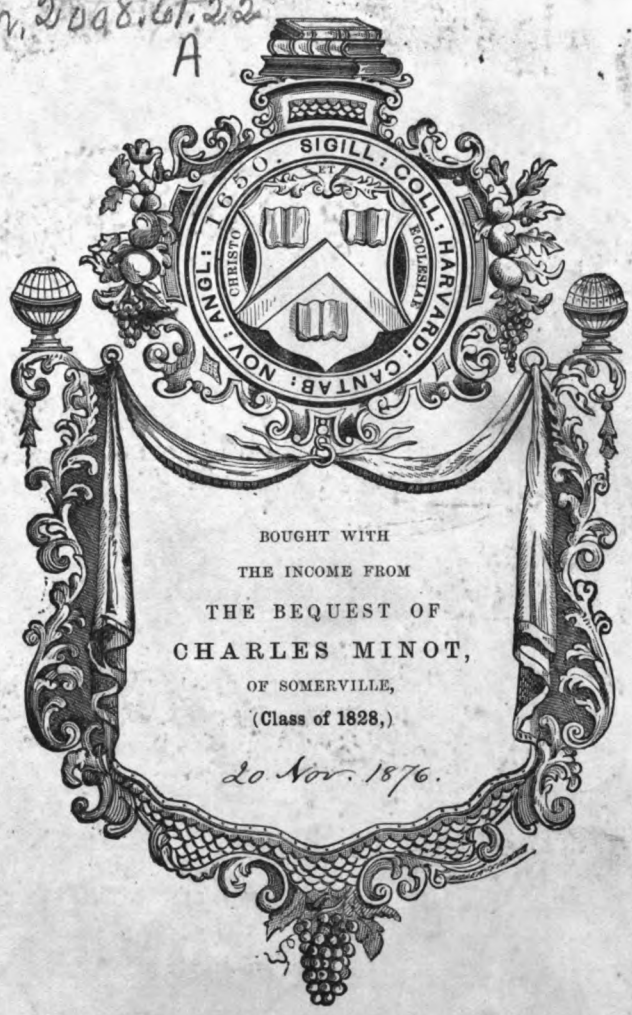 2008.61.22
A
SIGILL: COLL: HARVARD: CANTAB: NOV: ANGL: 1650.
ET
CHRISTO
ECCLESIAE
BOUGHT WITH
THE INCOME FROM
THE BEQUEST OF
CHARLES MINOT,
OF SOMERVILLE,
(Class of 1828,)
20 Nov. 1876.